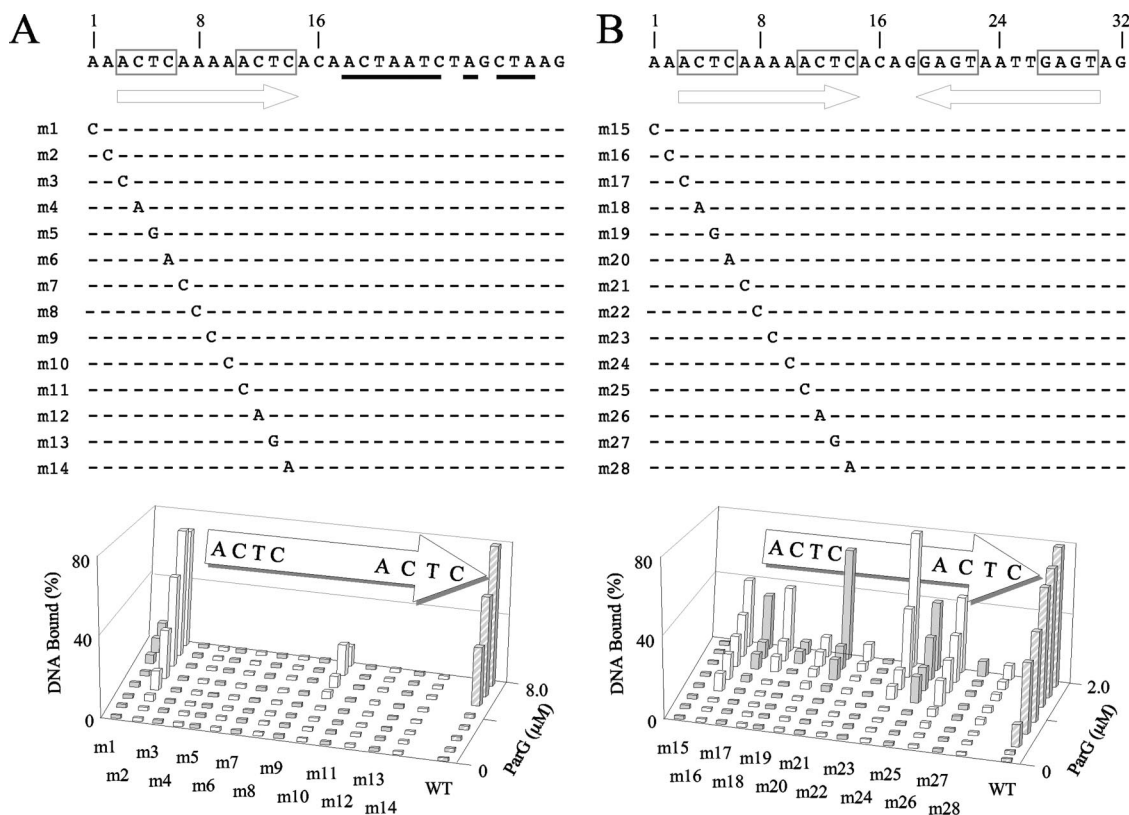 A
1 8 16
AAACTCAAAAACTCACAACTAATCTAGCTAAG
m1 C-------------------------------
m2 -C------------------------------
m3 --C-----------------------------
m4 ---A----------------------------
m5 ----G---------------------------
m6 -----A--------------------------
m7 ------C-------------------------
m8 -------C------------------------
m9 --------C-----------------------
m10 ---------C----------------------
m11 ----------C---------------------
m12 -----------A--------------------
m13 ------------G-------------------
m14 -------------A------------------
80
40
0
DNA Bound (%)
ACTC ACTC
8.0
ParG (µM)
0
m1 m3 m5 m7 m9 m11 m13 WT
m2 m4 m6 m8 m10 m12 m14
B
1 8 16 24 32
AAACTCAAAAACTCACAGGAGTAATTGAGTAG
m15 C-------------------------------
m16 -C------------------------------
m17 --C-----------------------------
m18 ---A----------------------------
m19 ----G---------------------------
m20 -----A--------------------------
m21 ------C-------------------------
m22 -------C------------------------
m23 --------C-----------------------
m24 ---------C----------------------
m25 ----------C---------------------
m26 -----------A--------------------
m27 ------------G-------------------
m28 -------------A------------------
80
40
0
DNA Bound (%)
ACTC ACTC
2.0
ParG (µM)
0
m15 m17 m19 m21 m23 m25 m27 WT
m16 m18 m20 m22 m24 m26 m28